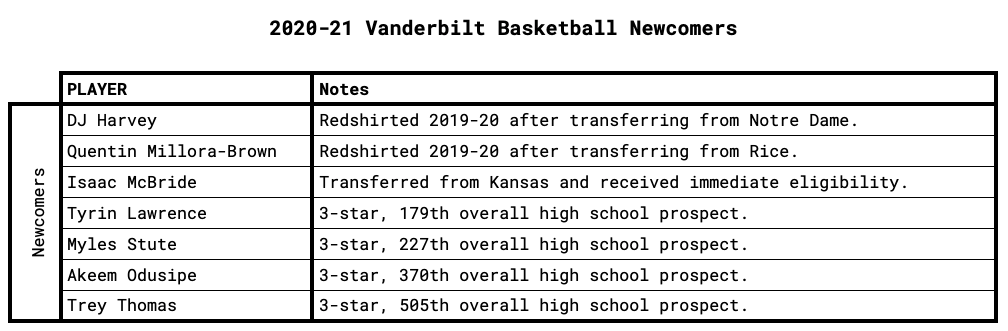 2020-21 Vanderbilt Basketball Newcomers
PLAYER Notes
Newcomers
DJ Harvey Redshirted 2019-20 after transferring from Notre Dame.
Quentin Millora-Brown Redshirted 2019-20 after transferring from Rice.
Isaac McBride Transferred from Kansas and received immediate eligibility.
Tyrin Lawrence 3-star, 179th overall high school prospect.
Myles Stute 3-star, 227th overall high school prospect.
Akeem Odusipe 3-star, 370th overall high school prospect.
Trey Thomas 3-star, 505th overall high school prospect.